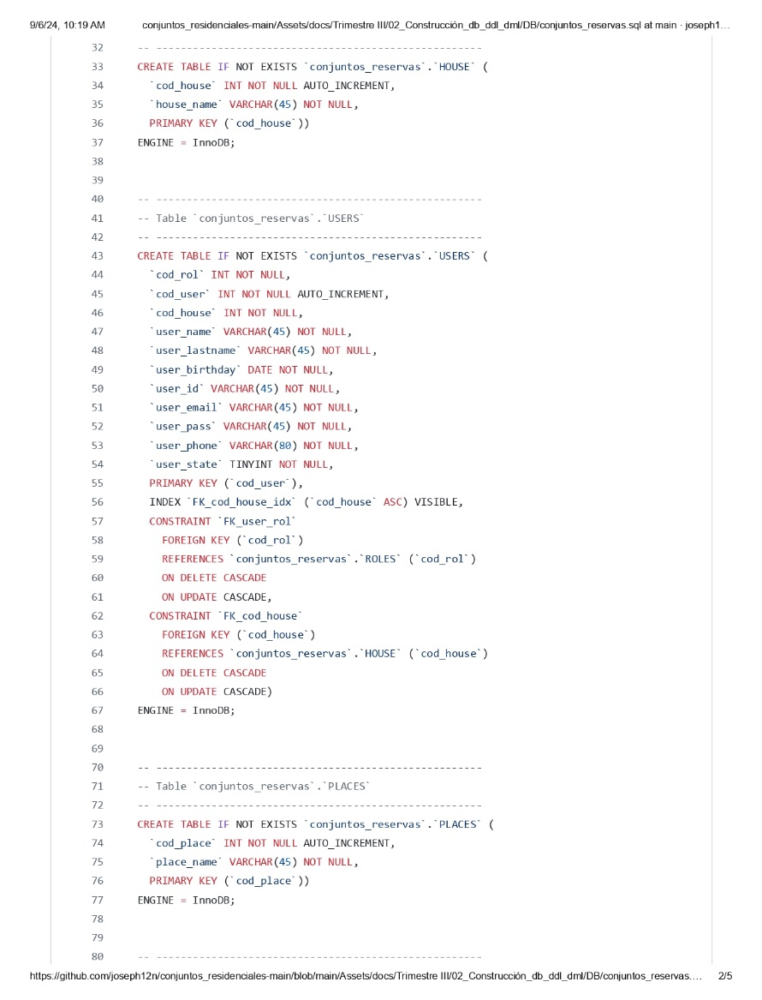 9/6/24, 10:19 AM conjuntos_residenciales-main/Assets/docs/Trimestre III/02_Construcción_db_ddl_dml/DB/conjuntos_reservas.sql at main · joseph1…
32 -- -----------------------------------------------------
33 CREATE TABLE IF NOT EXISTS `conjuntos_reservas`.`HOUSE` (
34 `cod_house` INT NOT NULL AUTO_INCREMENT,
35 `house_name` VARCHAR(45) NOT NULL,
36 PRIMARY KEY (`cod_house`))
37 ENGINE = InnoDB;
38
39
40 -- -----------------------------------------------------
41 -- Table `conjuntos_reservas`.`USERS`
42 -- -----------------------------------------------------
43 CREATE TABLE IF NOT EXISTS `conjuntos_reservas`.`USERS` (
44 `cod_rol` INT NOT NULL,
45 `cod_user` INT NOT NULL AUTO_INCREMENT,
46 `cod_house` INT NOT NULL,
47 `user_name` VARCHAR(45) NOT NULL,
48 `user_lastname` VARCHAR(45) NOT NULL,
49 `user_birthday` DATE NOT NULL,
50 `user_id` VARCHAR(45) NOT NULL,
51 `user_email` VARCHAR(45) NOT NULL,
52 `user_pass` VARCHAR(45) NOT NULL,
53 `user_phone` VARCHAR(80) NOT NULL,
54 `user_state` TINYINT NOT NULL,
55 PRIMARY KEY (`cod_user`),
56 INDEX `FK_cod_house_idx` (`cod_house` ASC) VISIBLE,
57 CONSTRAINT `FK_user_rol`
58 FOREIGN KEY (`cod_rol`)
59 REFERENCES `conjuntos_reservas`.`ROLES` (`cod_rol`)
60 ON DELETE CASCADE
61 ON UPDATE CASCADE,
62 CONSTRAINT `FK_cod_house`
63 FOREIGN KEY (`cod_house`)
64 REFERENCES `conjuntos_reservas`.`HOUSE` (`cod_house`)
65 ON DELETE CASCADE
66 ON UPDATE CASCADE)
67 ENGINE = InnoDB;
68
69
70 -- -----------------------------------------------------
71 -- Table `conjuntos_reservas`.`PLACES`
72 -- -----------------------------------------------------
73 CREATE TABLE IF NOT EXISTS `conjuntos_reservas`.`PLACES` (
74 `cod_place` INT NOT NULL AUTO_INCREMENT,
75 `place_name` VARCHAR(45) NOT NULL,
76 PRIMARY KEY (`cod_place`))
77 ENGINE = InnoDB;
78
79
80 -- -----------------------------------------------------
https://github.com/joseph12n/conjuntos_residenciales-main/blob/main/Assets/docs/Trimestre III/02_Construcción_db_ddl_dml/DB/conjuntos_reservas.… 2/5